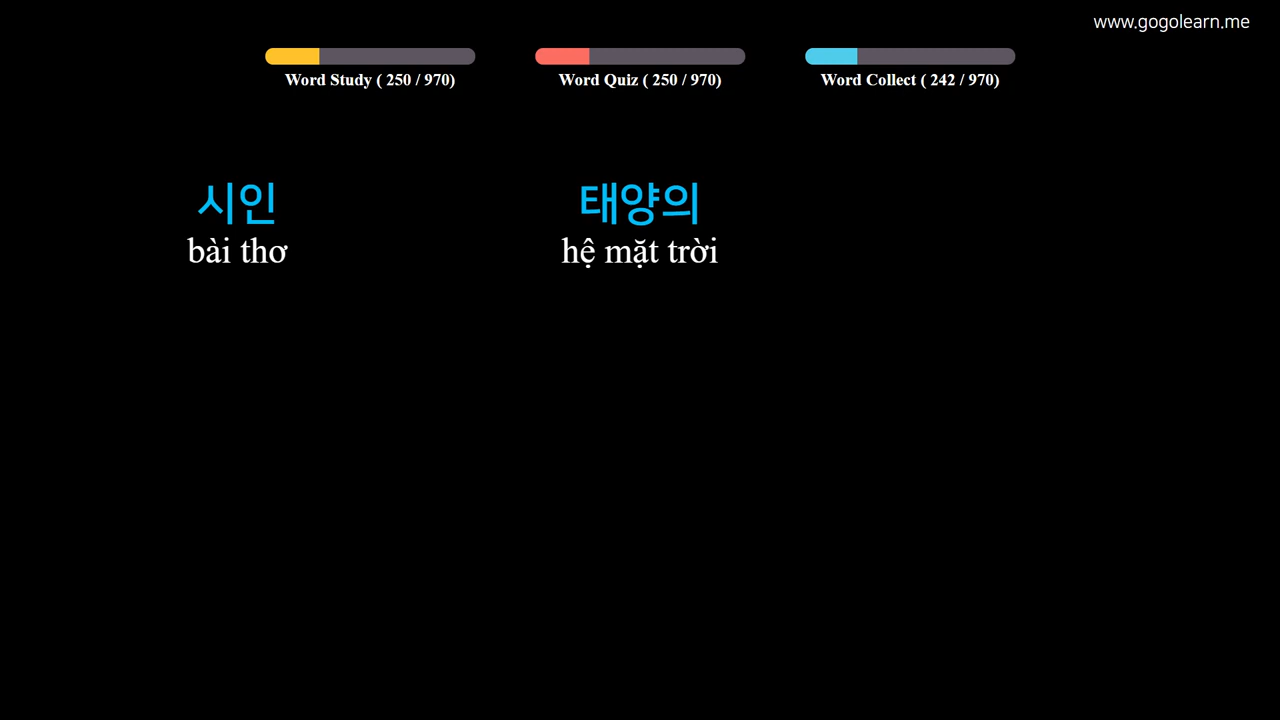 www.gogolearn.me
Word Study ( 250 / 970)
Word Quiz ( 250 / 970)
Word Collect ( 242 / 970)
시인
bài thơ
태양의
hệ mặt trời